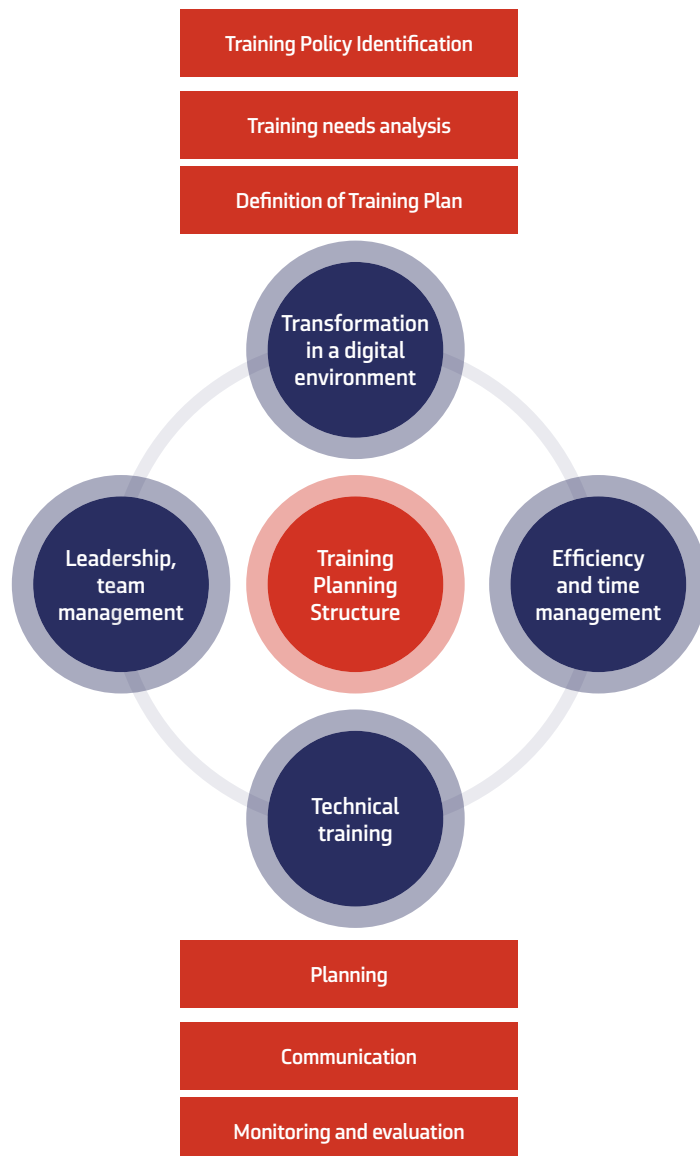 Training Policy Identification
Training needs analysis
Definition of Training Plan
Transformation
in a digital
environment
Leadership,
team
management
Training
Planning
Structure
Efficiency
and time
management
Technical
training
Planning
Communication
Monitoring and evaluation